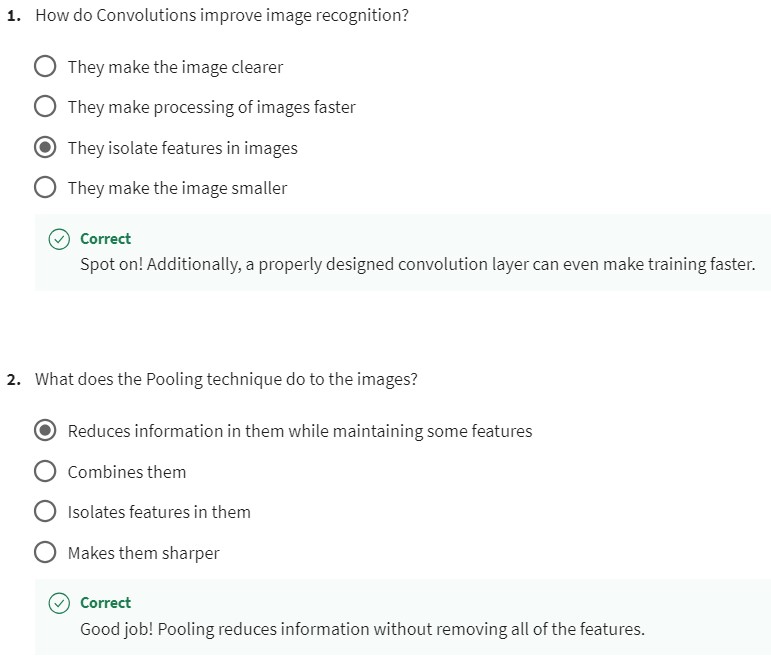 1. How do Convolutions improve image recognition?
They make the image clearer
They make processing of images faster
They isolate features in images
They make the image smaller
Correct
Spot on! Additionally, a properly designed convolution layer can even make training faster.
2. What does the Pooling technique do to the images?
Reduces information in them while maintaining some features
Combines them
Isolates features in them
Makes them sharper
Correct
Good job! Pooling reduces information without removing all of the features.